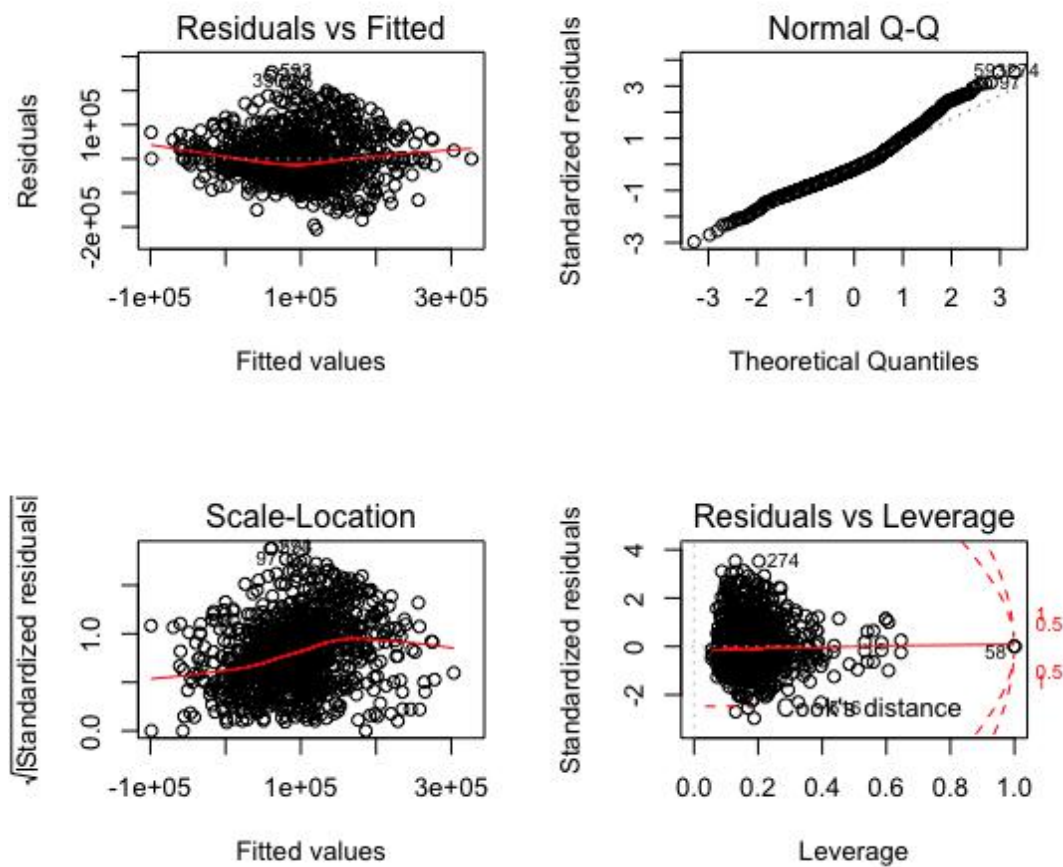 Residuals vs Fitted
Residuals
-2e+05
1e+05
-1e+05
1e+05
3e+05
Fitted values
Normal Q-Q
Standardized residuals
-3
-1
1
3
-3
-2
-1
0
1
2
3
Theoretical Quantiles
Scale-Location
√|Standardized residuals|
0.0
1.0
-1e+05
1e+05
3e+05
Fitted values
Residuals vs Leverage
Standardized residuals
-2
0
2
4
274
58
1
0.5
0.5
1
Cook's distance
0.0
0.2
0.4
0.6
0.8
1.0
Leverage